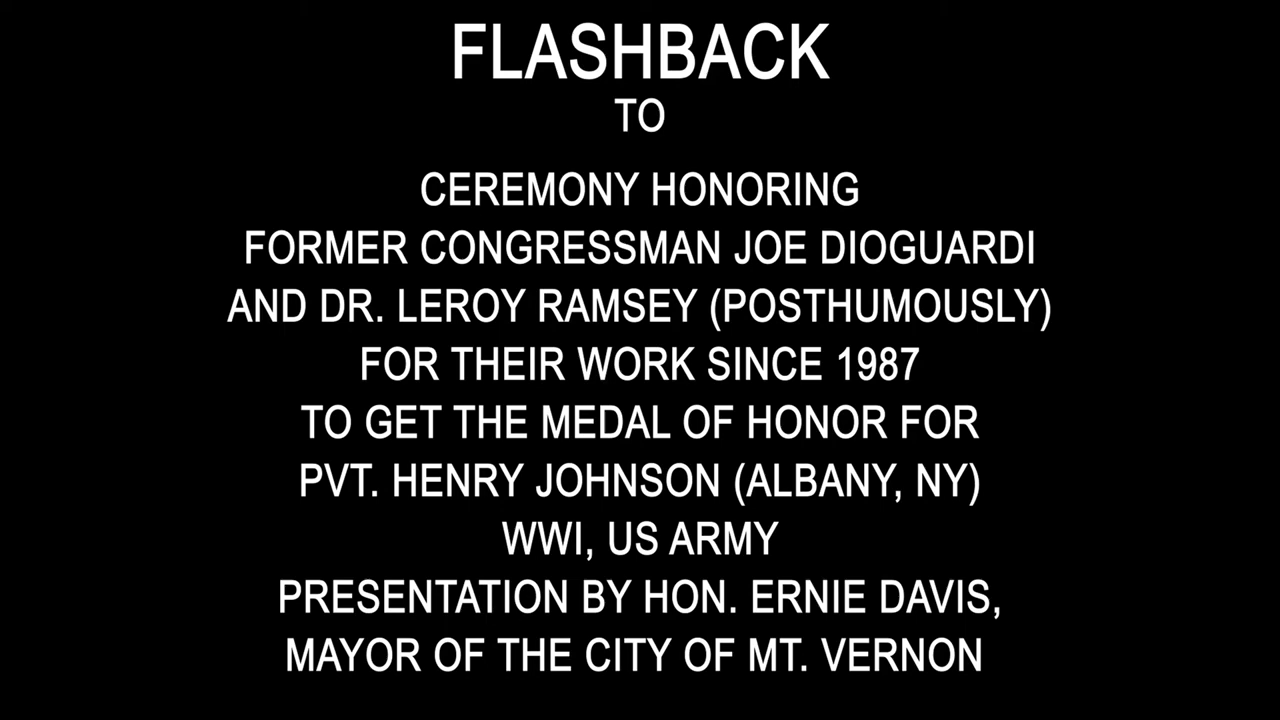 FLASHBACK
TO
CEREMONY HONORING
FORMER CONGRESSMAN JOE DIOGUARDI
AND DR. LEROY RAMSEY (POSTHUMOUSLY)
FOR THEIR WORK SINCE 1987
TO GET THE MEDAL OF HONOR FOR
PVT. HENRY JOHNSON (ALBANY, NY)
WWI, US ARMY
PRESENTATION BY HON. ERNIE DAVIS,
MAYOR OF THE CITY OF MT. VERNON